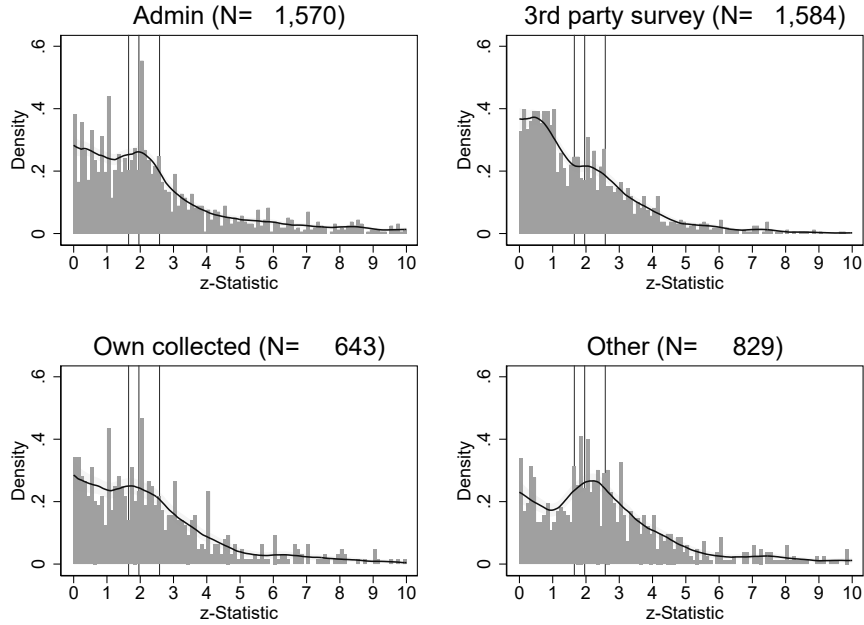 Admin (N= 1,570)
Density
.6
.4
.2
0
0 1 2 3 4 5 6 7 8 9 10
z-Statistic
3rd party survey (N= 1,584)
Density
.6
.4
.2
0
0 1 2 3 4 5 6 7 8 9 10
z-Statistic
Own collected (N= 643)
Density
.6
.4
.2
0
0 1 2 3 4 5 6 7 8 9 10
z-Statistic
Other (N= 829)
Density
.6
.4
.2
0
0 1 2 3 4 5 6 7 8 9 10
z-Statistic